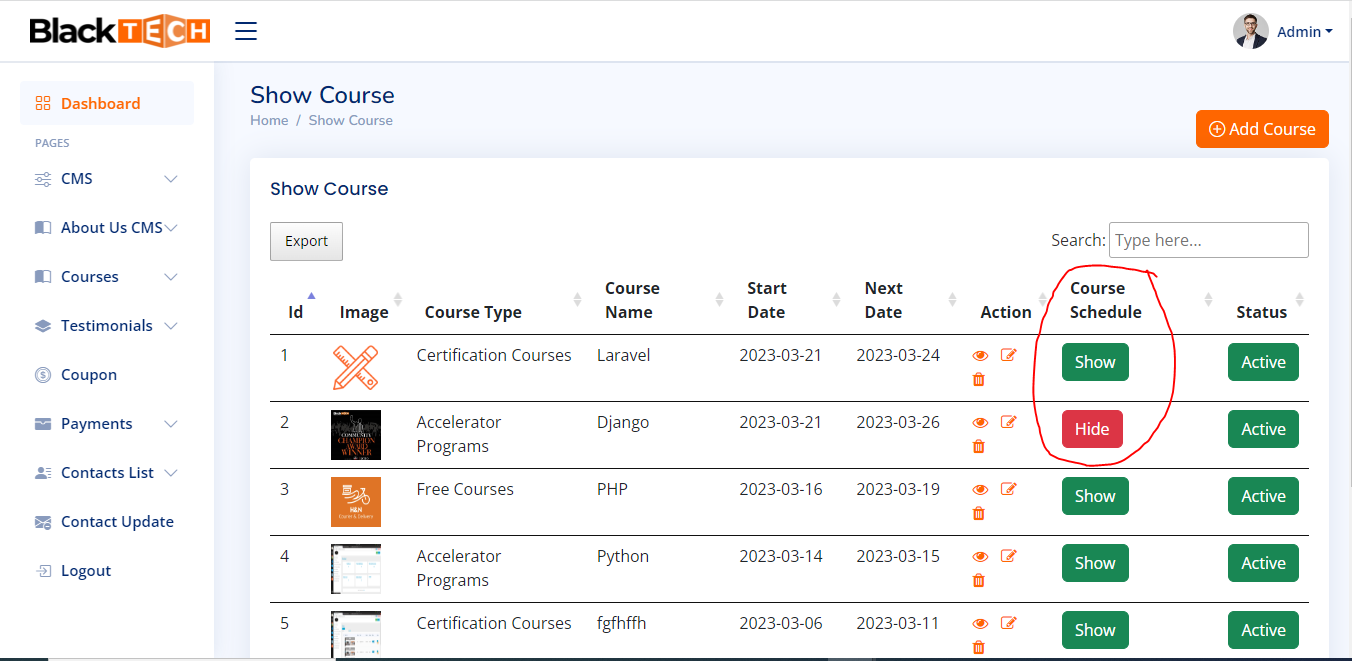 BlackTECH
Admin
Dashboard
PAGES
CMS
About Us CMS
Courses
Testimonials
Coupon
Payments
Contacts List
Contact Update
Logout
Show Course
Home / Show Course
Add Course
Show Course
Export
Search: Type here...
Id Image Course Type Course Name Start Date Next Date Action Course Schedule Status
1 Certification Courses Laravel 2023-03-21 2023-03-24 Show Active
2 COMMUNITY CHAMPION AWARD WINNER Accelerator Programs Django 2023-03-21 2023-03-26 Hide Active
3 H&N Free Courses PHP 2023-03-16 2023-03-19 Show Active
4 Accelerator Programs Python 2023-03-14 2023-03-15 Show Active
5 Certification Courses fgfhffh 2023-03-06 2023-03-11 Show Active